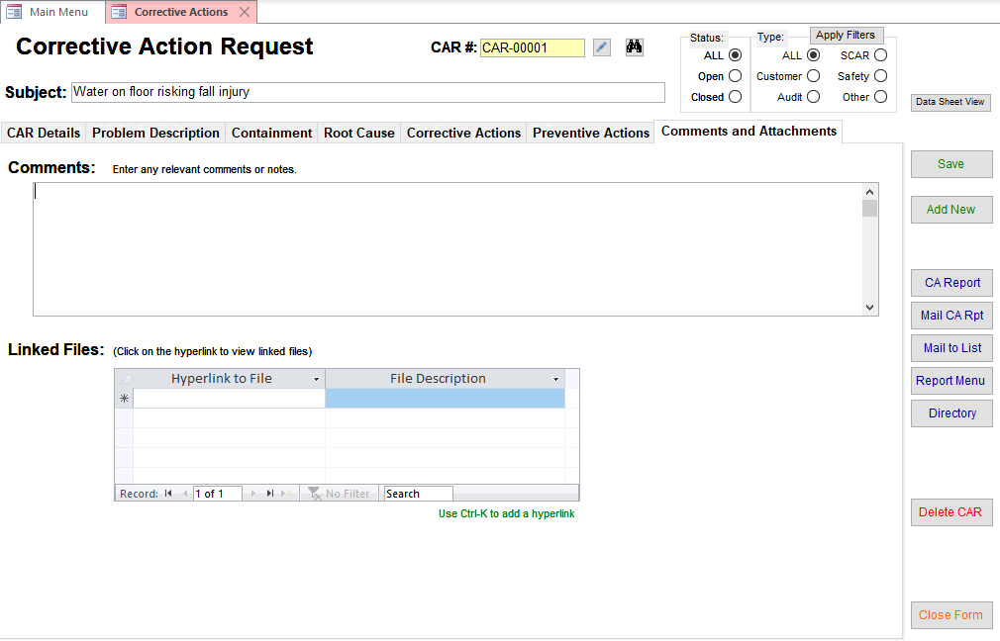 Main Menu
Corrective Actions
Corrective Action Request
CAR #: CAR-00001
Status:
ALL
Open
Closed
Type:
Apply Filters
ALL
SCAR
Customer
Safety
Audit
Other
Subject: Water on floor risking fall injury
Data Sheet View
CAR Details
Problem Description
Containment
Root Cause
Corrective Actions
Preventive Actions
Comments and Attachments
Comments: Enter any relevant comments or notes.
Save
Add New
CA Report
Mail CA Rpt
Mail to List
Report Menu
Directory
Linked Files: (Click on the hyperlink to view linked files)
Hyperlink to File
File Description
Record: 1 of 1
No Filter
Search
Use Ctrl-K to add a hyperlink
Delete CAR
Close Form